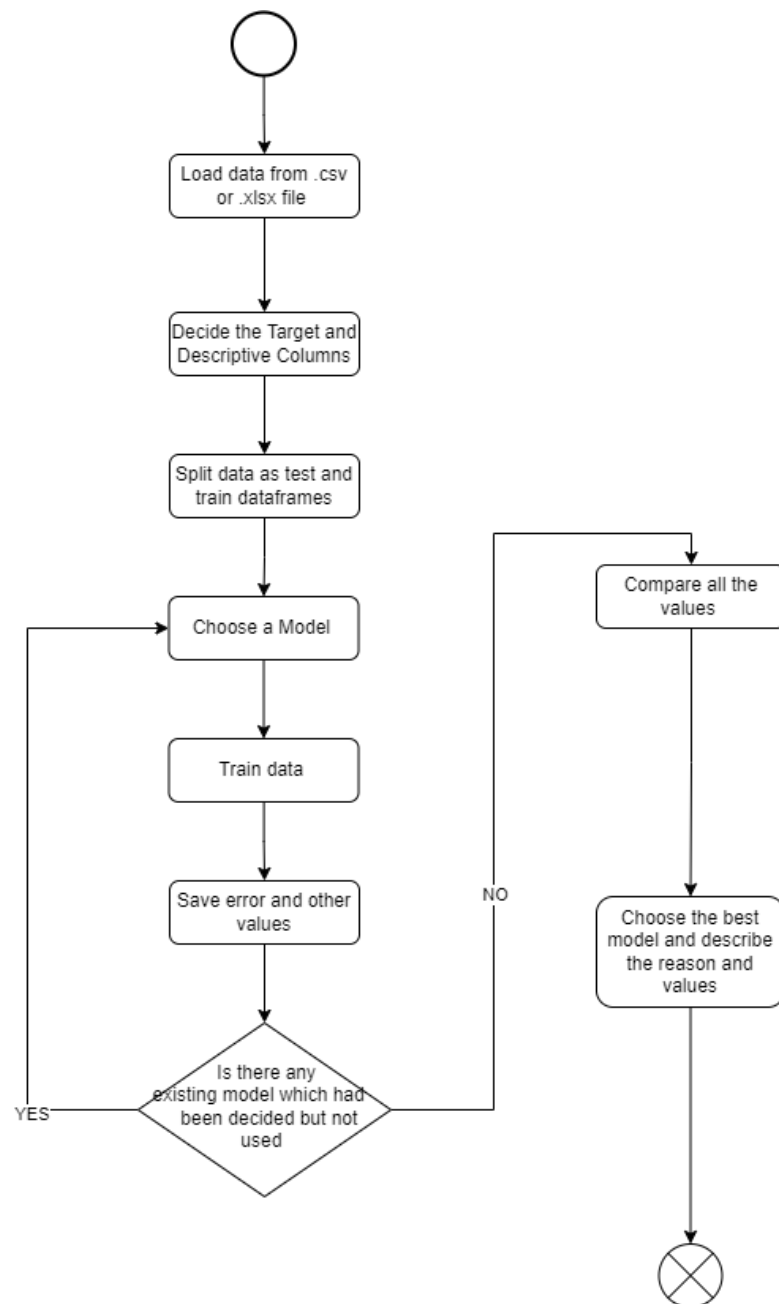 Load data from .csv
or .xlsx file
Decide the Target and
Descriptive Columns
Split data as test and
train dataframes
Choose a Model
Train data
Save error and other
values
Is there any
existing model which had
been decided but not
used
YES
NO
Compare all the
values
Choose the best
model and describe
the reason and
values